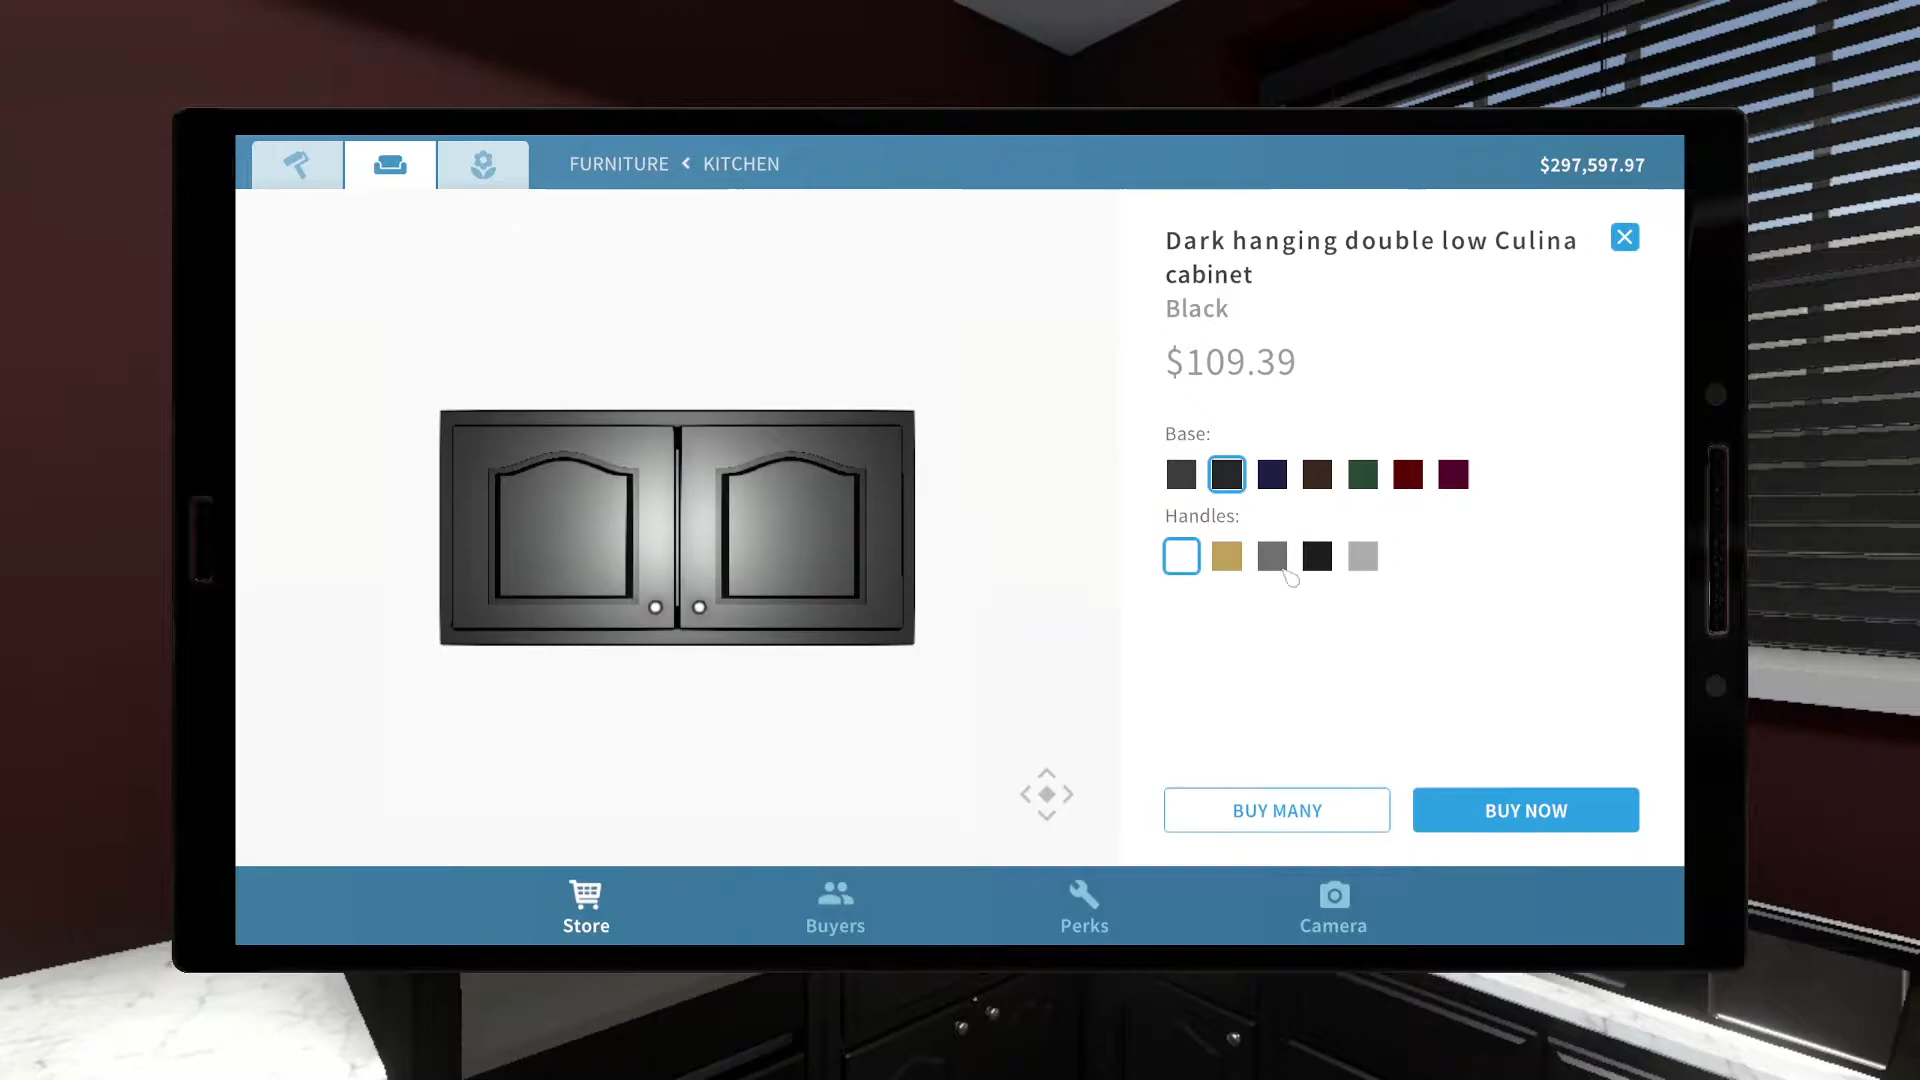 FURNITURE < KITCHEN
$297,597.97
Dark hanging double low Culina
cabinet
Black
$109.39
Base:
Handles:
BUY MANY
BUY NOW
Store
Buyers
Perks
Camera